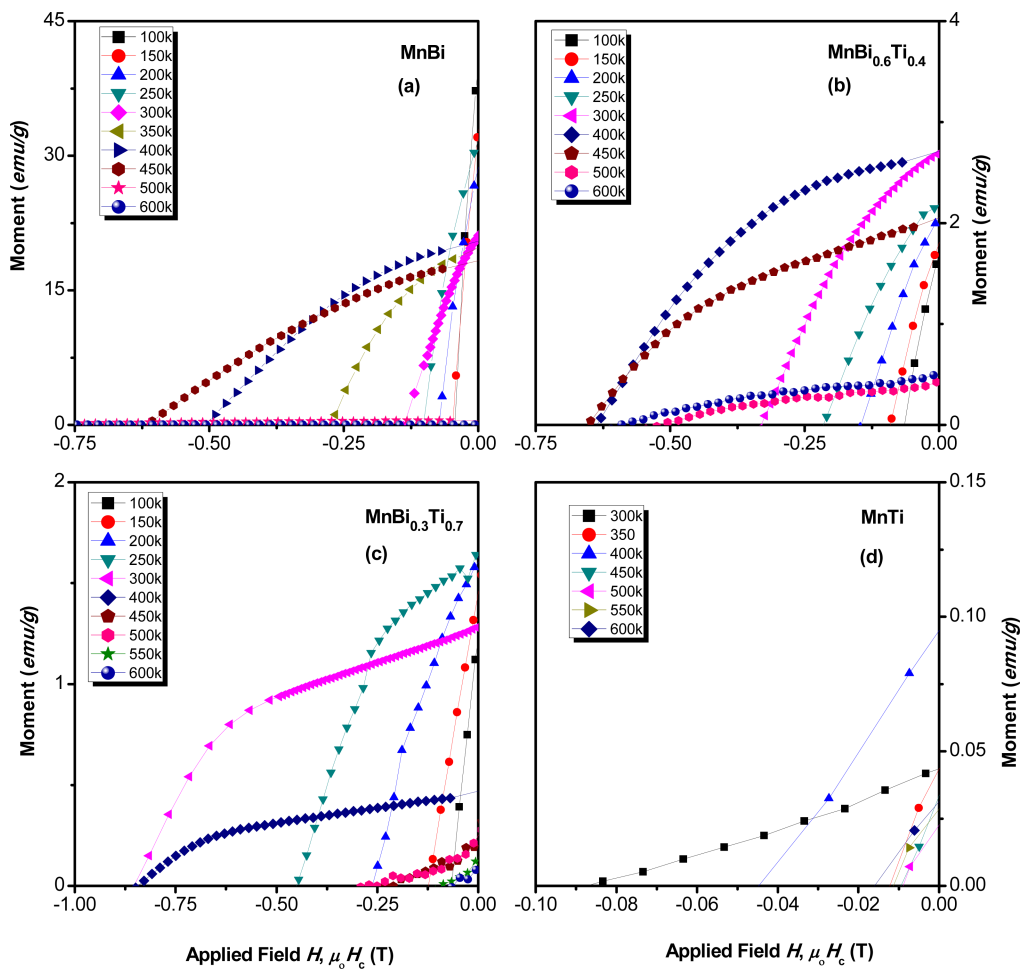 45
30
15
0
Moment (emu/g)
100k
150k
200k
250k
300k
350k
400k
450k
500k
600k
MnBi
(a)
-0.75
-0.50
-0.25
0.00
100k
150k
200k
250k
300k
400k
450k
500k
600k
MnBi0.6Ti0.4
(b)
4
2
0
Moment (emu/g)
-0.75
-0.50
-0.25
0.00
2
1
0
Moment (emu/g)
100k
150k
200k
250k
300k
400k
450k
500k
550k
600k
MnBi0.3Ti0.7
(c)
-1.00
-0.75
-0.50
-0.25
0.00
Applied Field H, μoHc (T)
300k
350
400k
450k
500k
550k
600k
MnTi
(d)
0.15
0.10
0.05
0.00
Moment (emu/g)
-0.10
-0.08
-0.06
-0.04
-0.02
0.00
Applied Field H, μoHc (T)